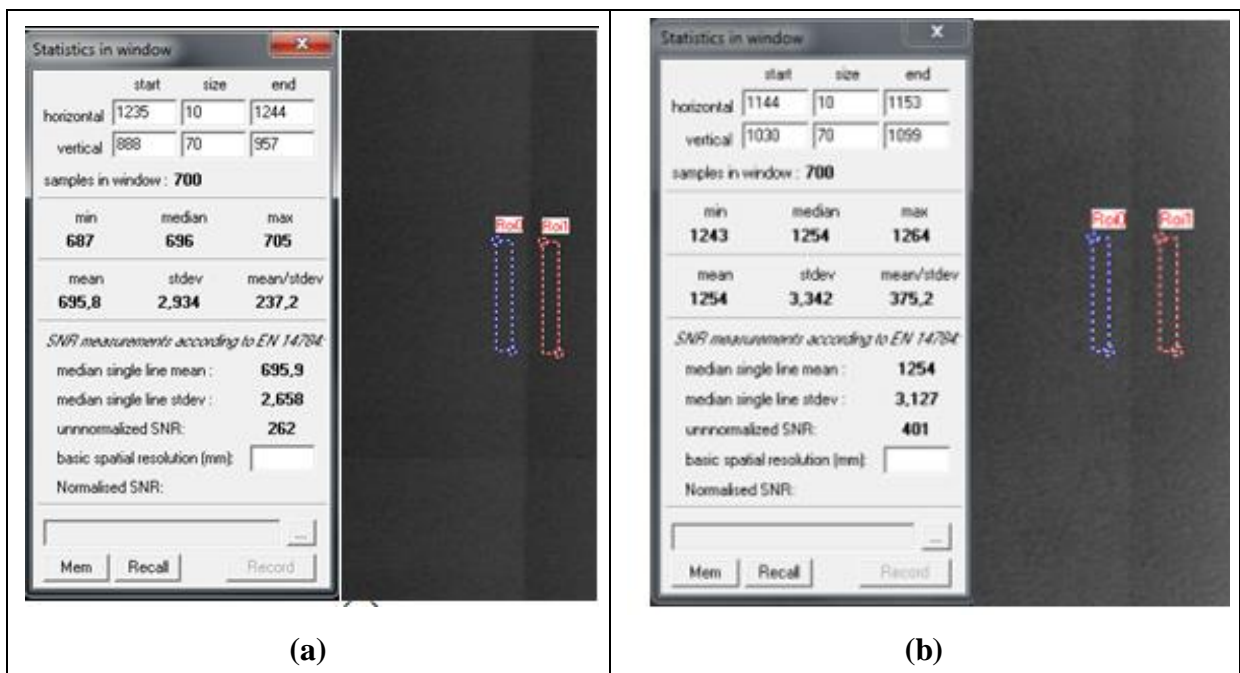 Statistics in window
start size end
horizontal 1235 10 1244
vertical 888 70 957
samples in window : 700
min median max
687 696 705
mean stdev mean/stdev
695,8 2,934 237,2
SNR measurements according to EN 14784:
median single line mean : 695,9
median single line stdev : 2,658
unnnormalized SNR: 262
basic spatial resolution (mm):
Normalised SNR:
...
Mem Recall Record
Roi0 Roi1
(a)
Statistics in window
start size end
horizontal 1144 10 1153
vertical 1030 70 1099
samples in window : 700
min median max
1243 1254 1264
mean stdev mean/stdev
1254 3,342 375,2
SNR measurements according to EN 14784:
median single line mean : 1254
median single line stdev : 3,127
unnnormalized SNR: 401
basic spatial resolution (mm):
Normalised SNR:
...
Mem Recall Record
Roi0 Roi1
(b)